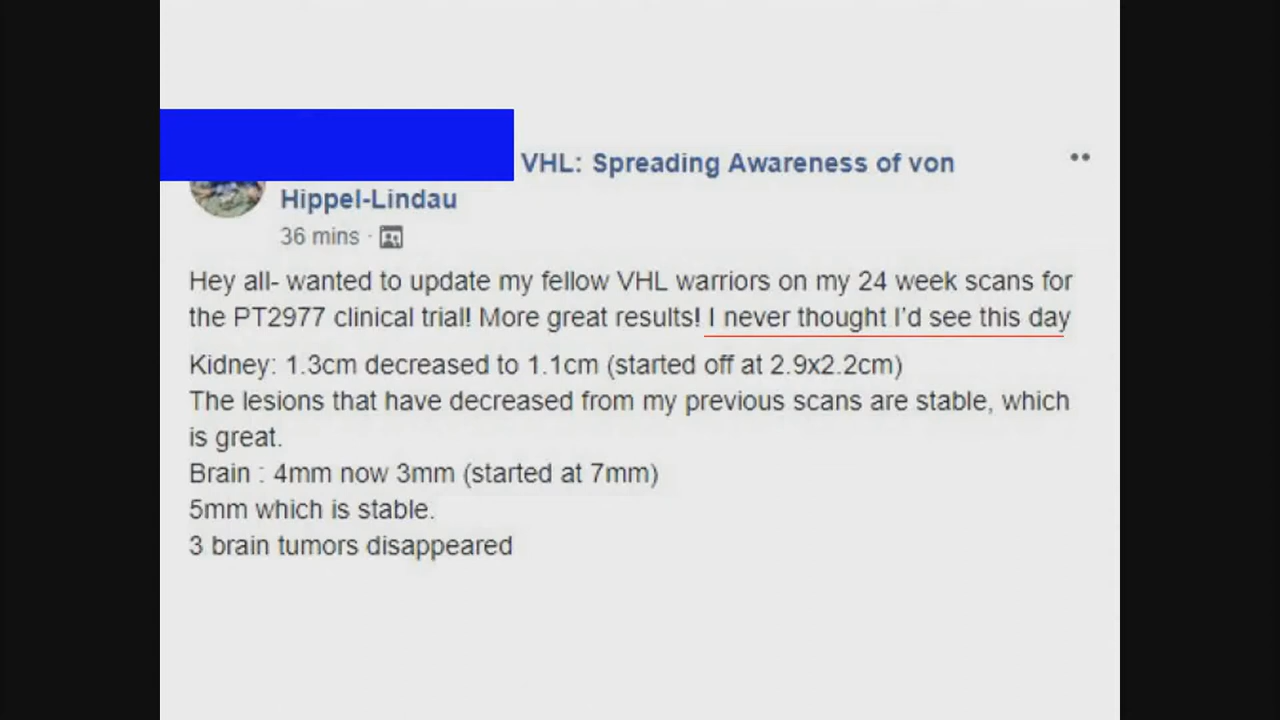 VHL: Spreading Awareness of von
Hippel-Lindau
36 mins ·
Hey all- wanted to update my fellow VHL warriors on my 24 week scans for
the PT2977 clinical trial! More great results! I never thought I'd see this day
Kidney: 1.3cm decreased to 1.1cm (started off at 2.9x2.2cm)
The lesions that have decreased from my previous scans are stable, which
is great.
Brain : 4mm now 3mm (started at 7mm)
5mm which is stable.
3 brain tumors disappeared